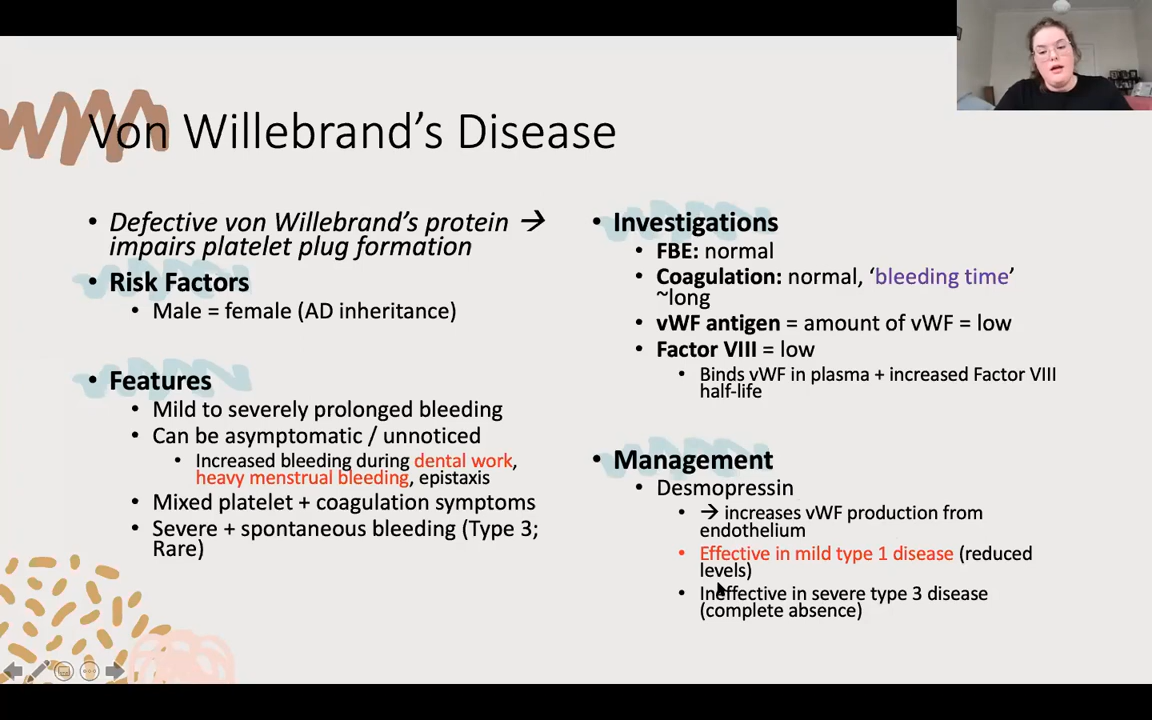 Von Willebrand's Disease
• Defective von Willebrand's protein →
impairs platelet plug formation
• Risk Factors
• Male = female (AD inheritance)
• Features
• Mild to severely prolonged bleeding
• Can be asymptomatic / unnoticed
• Increased bleeding during dental work,
heavy menstrual bleeding, epistaxis
• Mixed platelet + coagulation symptoms
• Severe + spontaneous bleeding (Type 3;
Rare)
• Investigations
• FBE: normal
• Coagulation: normal, ‘bleeding time’
~long
• vWF antigen = amount of vWF = low
• Factor VIII = low
• Binds vWF in plasma + increased Factor VIII
half-life
• Management
• Desmopressin
• → increases vWF production from
endothelium
• Effective in mild type 1 disease (reduced
levels)
• Ineffective in severe type 3 disease
(complete absence)